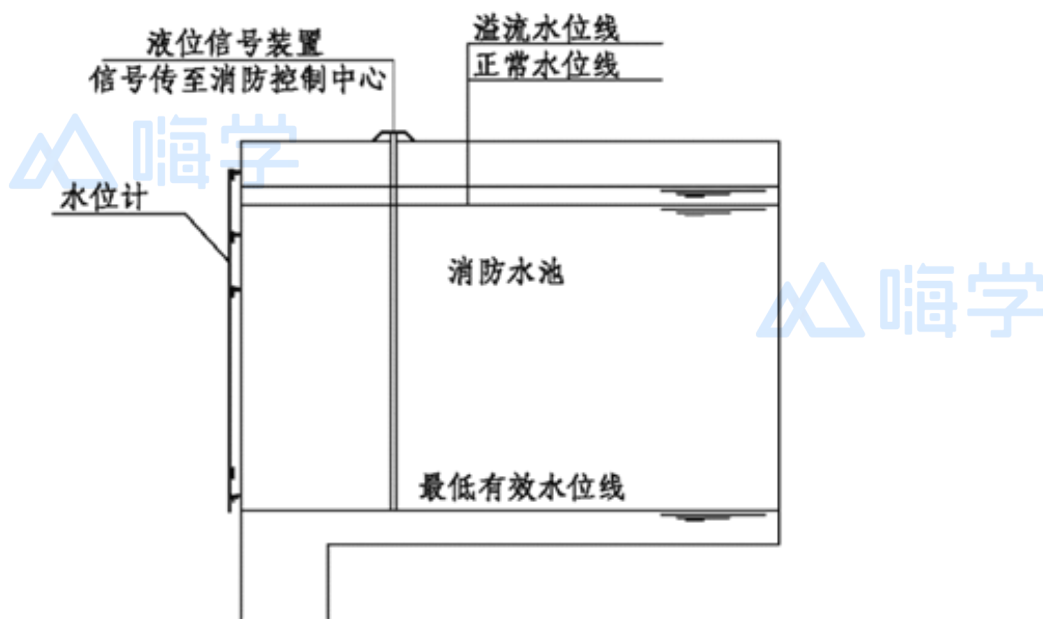 液位信号装置
信号传至消防控制中心
溢流水位线
正常水位线
嗨学
水位计
消防水池
嗨学
最低有效水位线